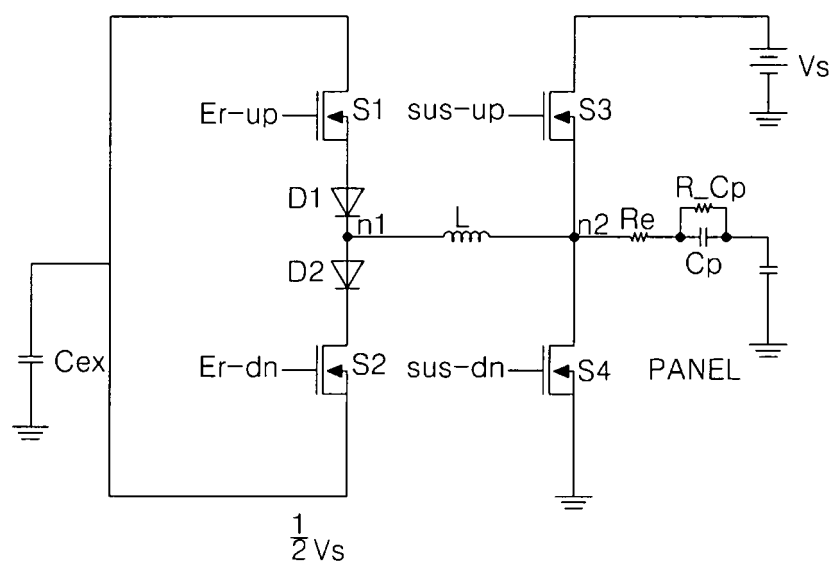 Vs
Er-up
S1
sus-up
S3
R_Cp
D1
n1
L
n2
Re
Cp
D2
Cex
Er-dn
S2
sus-dn
S4
PANEL
1/2 Vs